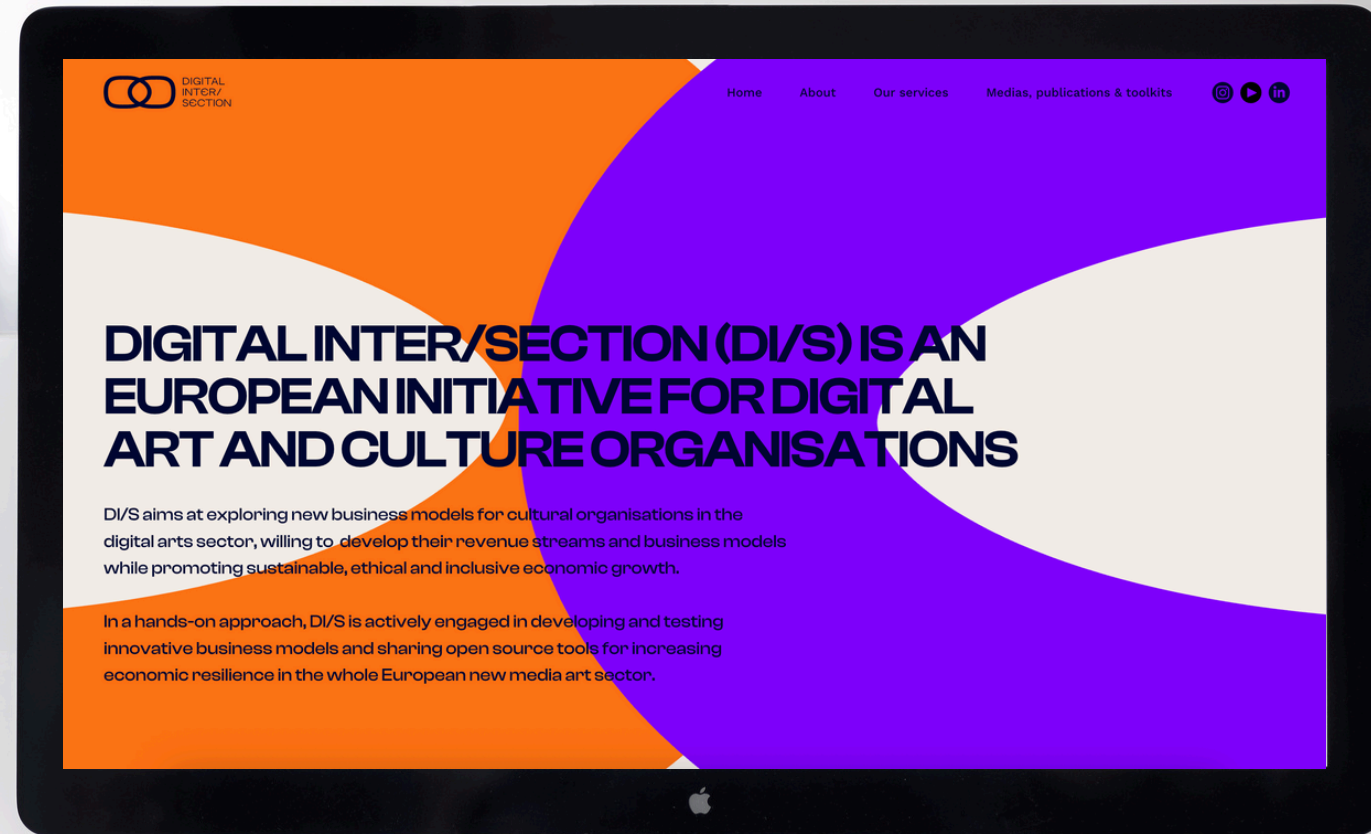 DIGITAL
INTER/
SECTION
Home About Our services Medias, publications & toolkits
in
DIGITAL INTER/SECTION (DI/S) IS AN
EUROPEAN INITIATIVE FOR DIGITAL
ART AND CULTURE ORGANISATIONS
DI/S aims at exploring new business models for cultural organisations in the
digital arts sector, willing to develop their revenue streams and business models
while promoting sustainable, ethical and inclusive economic growth.
In a hands-on approach, DI/S is actively engaged in developing and testing
innovative business models and sharing open source tools for increasing
economic resilience in the whole European new media art sector.